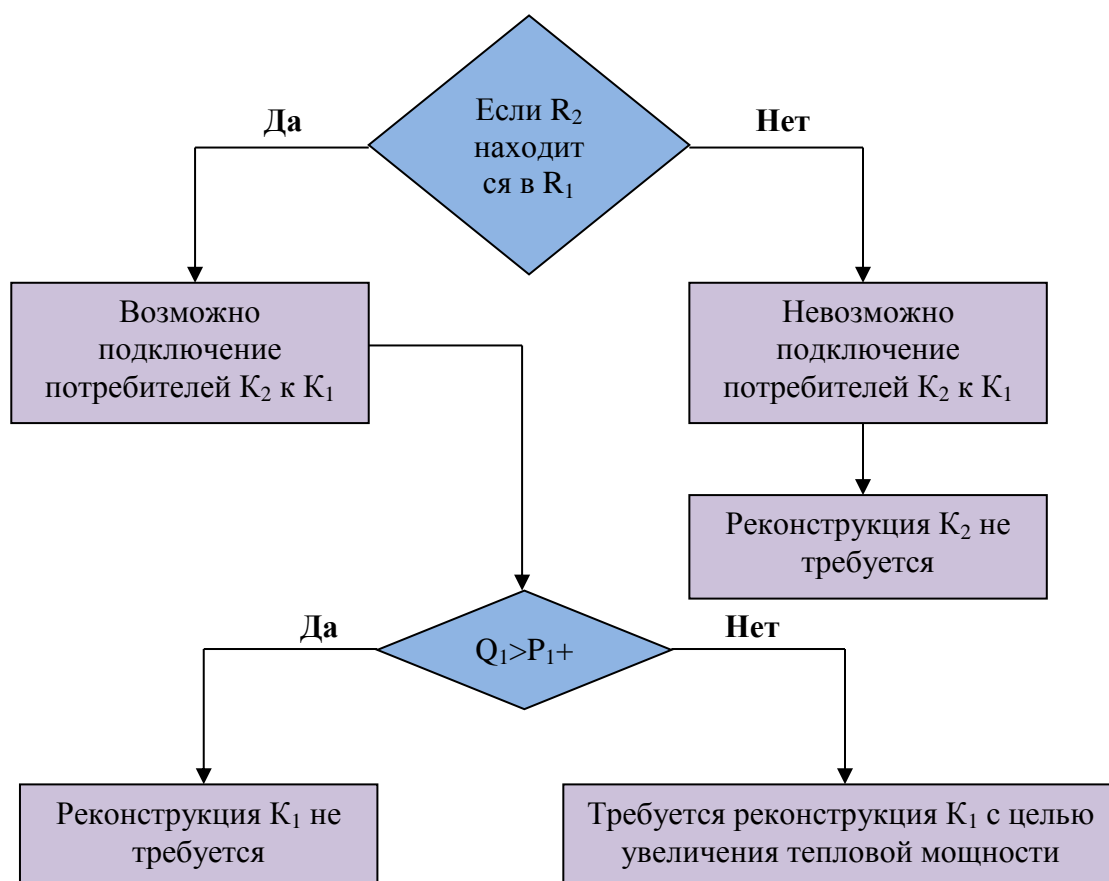 Если R₂
Да
Нет
находит
ся в R₁
Возможно
подключение
потребителей К₂ к К₁
Невозможно
подключение
потребителей К₂ к К₁
Реконструкция К₂ не
требуется
Да
Нет
Q₁>P₁+
Реконструкция К₁ не
требуется
Требуется реконструкция К₁ с целью
увеличения тепловой мощности